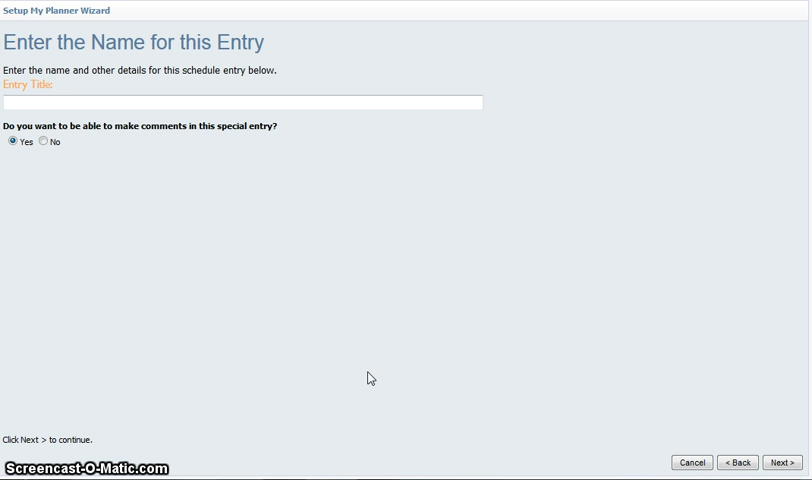 Setup My Planner Wizard
Enter the Name for this Entry
Enter the name and other details for this schedule entry below.
Entry Title:
Do you want to be able to make comments in this special entry?
Yes No
Click Next > to continue.
Screencast-O-Matic.com
Cancel < Back Next >